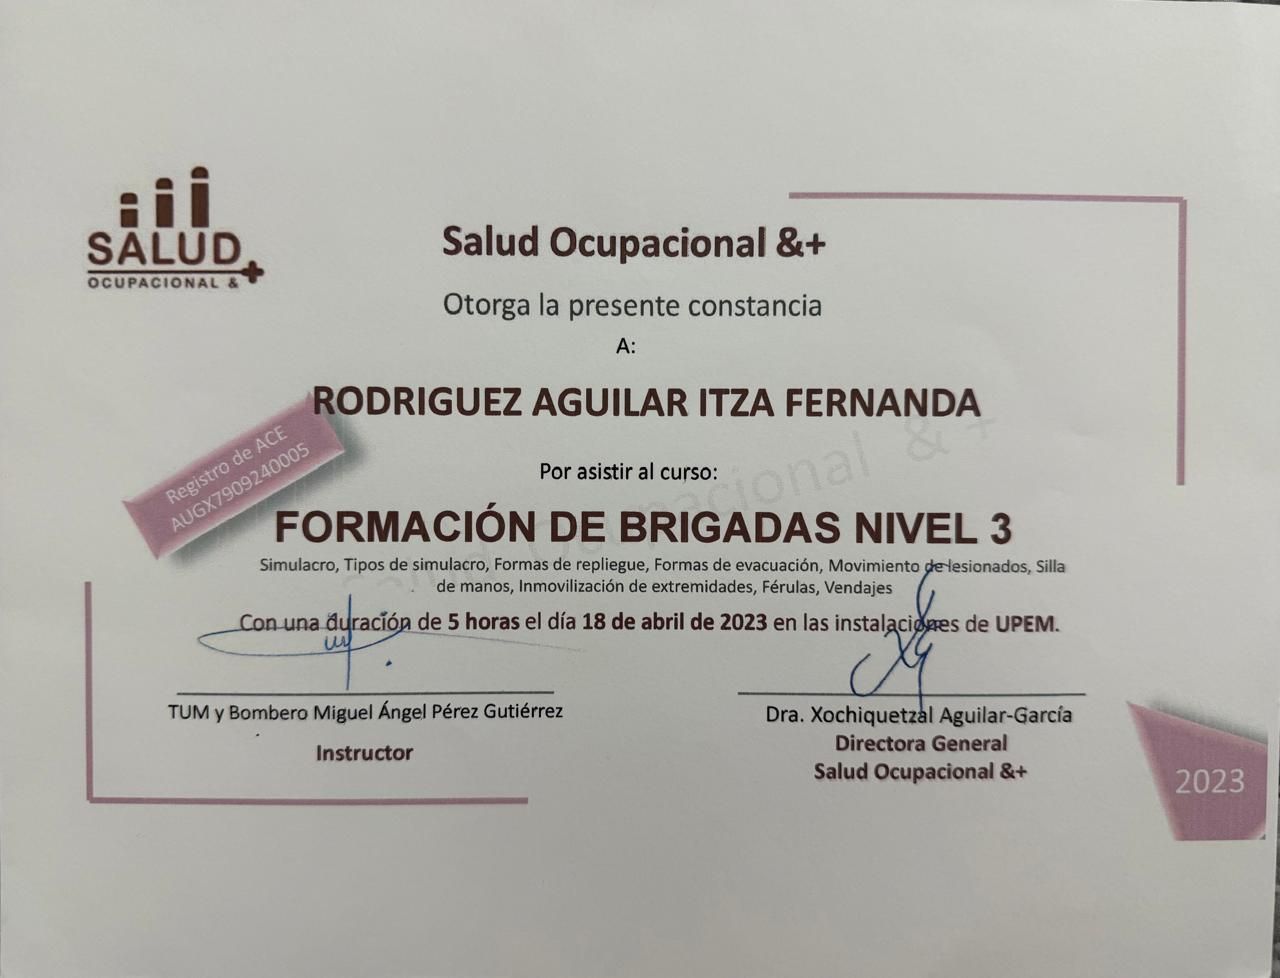 SALUD
OCUPACIONAL &+
Salud Ocupacional &+
Otorga la presente constancia
A:
RODRIGUEZ AGUILAR ITZA FERNANDA
Registro de ACE
AUGX7909240005
Por asistir al curso:
FORMACIÓN DE BRIGADAS NIVEL 3
Simulacro, Tipos de simulacro, Formas de repliegue, Formas de evacuación, Movimiento de lesionados, Silla
de manos, Inmovilización de extremidades, Férulas, Vendajes
Salud Ocupacional &+
Con una duración de 5 horas el día 18 de abril de 2023 en las instalaciones de UPEM.
TUM y Bombero Miguel Ángel Pérez Gutiérrez
Instructor
Dra. Xochiquetzal Aguilar-García
Directora General
Salud Ocupacional &+
2023